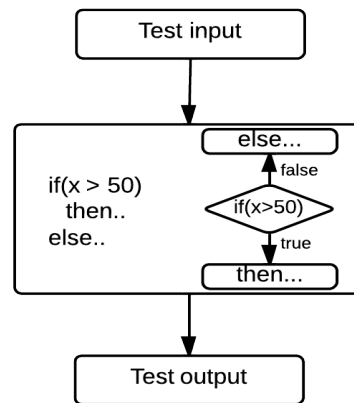 Test input
if(x > 50)
then..
else..
else...
false
if(x>50)
true
then...
Test output